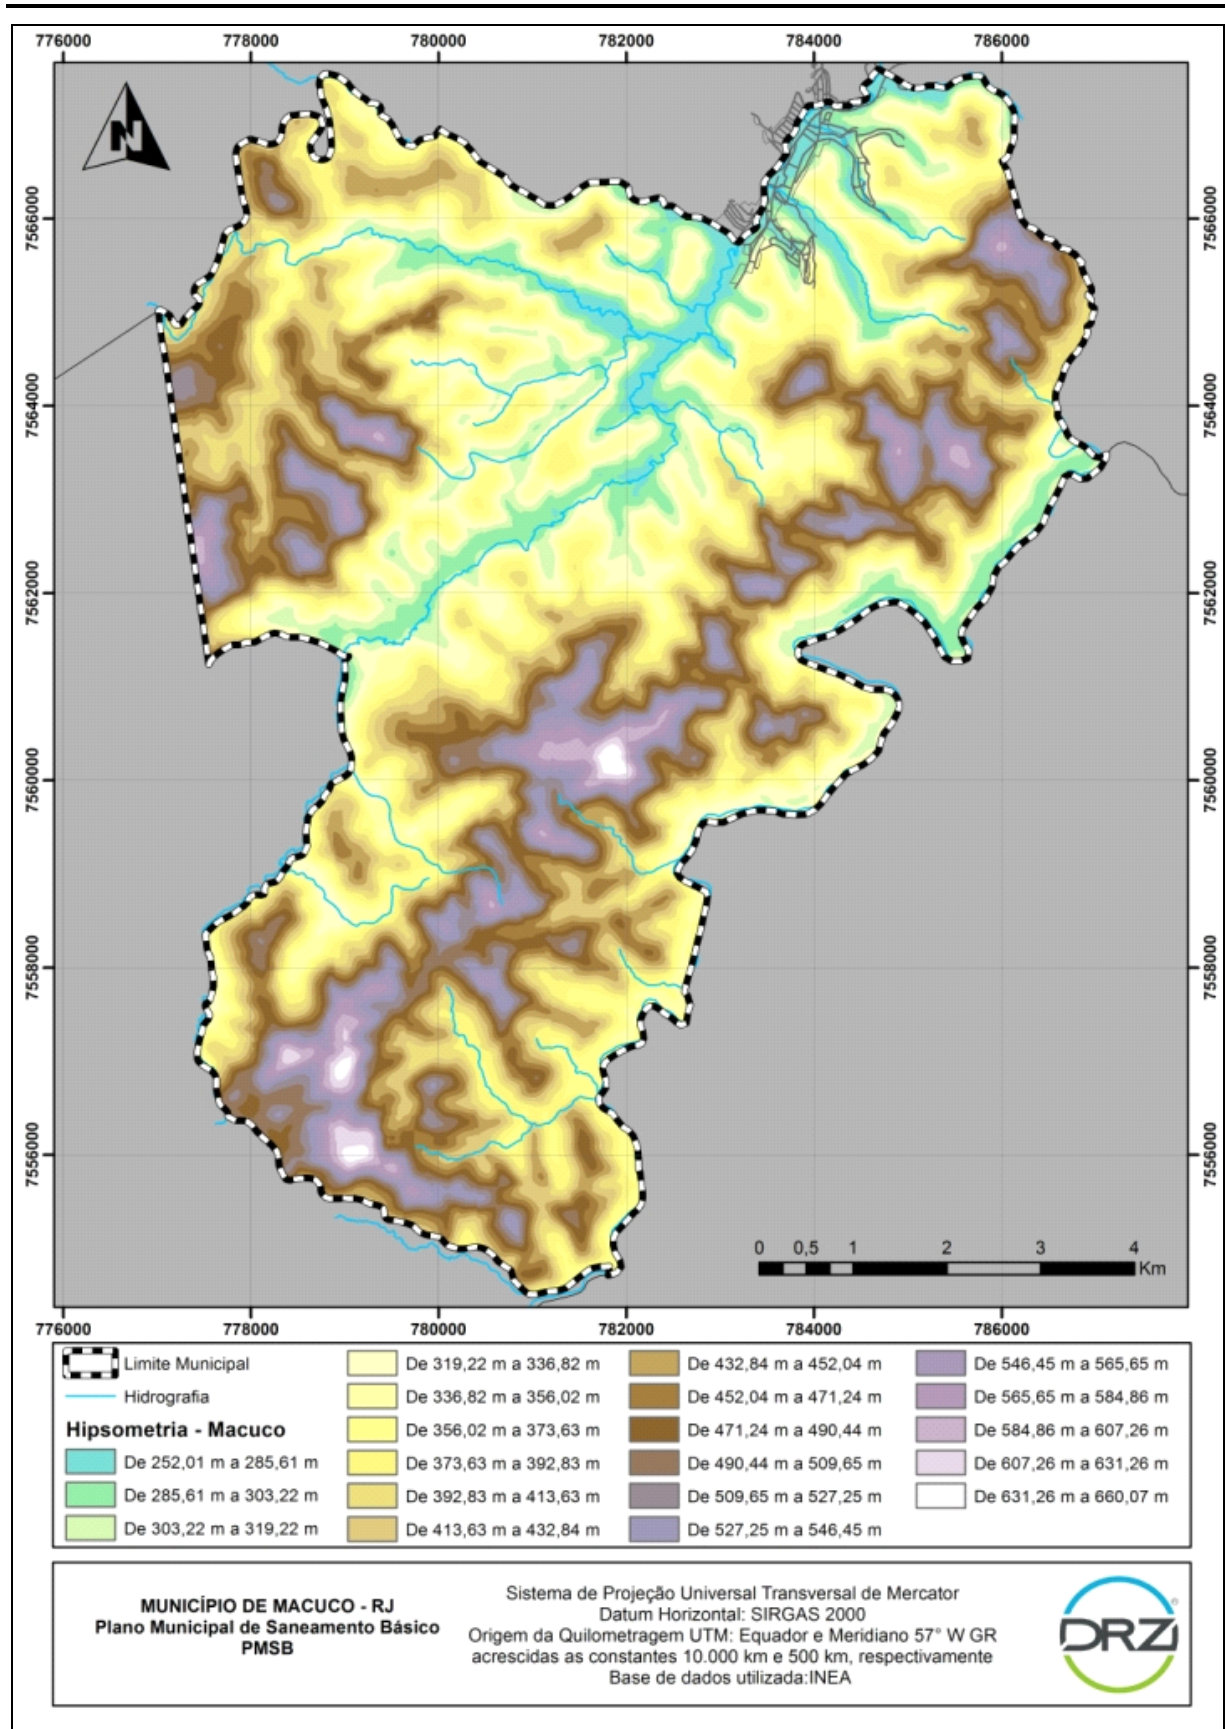 776000 778000 780000 782000 784000 786000
N
7566000 7566000
7564000 7564000
7562000 7562000
7560000 7560000
7558000 7558000
7556000 7556000
0 0,5 1 2 3 4
Km
776000 778000 780000 782000 784000 786000
Limite Municipal
Hidrografia
Hipsometria - Macuco
De 252,01 m a 285,61 m
De 285,61 m a 303,22 m
De 303,22 m a 319,22 m
De 319,22 m a 336,82 m
De 336,82 m a 356,02 m
De 356,02 m a 373,63 m
De 373,63 m a 392,83 m
De 392,83 m a 413,63 m
De 413,63 m a 432,84 m
De 432,84 m a 452,04 m
De 452,04 m a 471,24 m
De 471,24 m a 490,44 m
De 490,44 m a 509,65 m
De 509,65 m a 527,25 m
De 527,25 m a 546,45 m
De 546,45 m a 565,65 m
De 565,65 m a 584,86 m
De 584,86 m a 607,26 m
De 607,26 m a 631,26 m
De 631,26 m a 660,07 m
MUNICÍPIO DE MACUCO - RJ
Plano Municipal de Saneamento Básico
PMSB
Sistema de Projeção Universal Transversal de Mercator
Datum Horizontal: SIRGAS 2000
Origem da Quilometragem UTM: Equador e Meridiano 57° W GR
acrescidas as constantes 10.000 km e 500 km, respectivamente
Base de dados utilizada:INEA
DRZ®